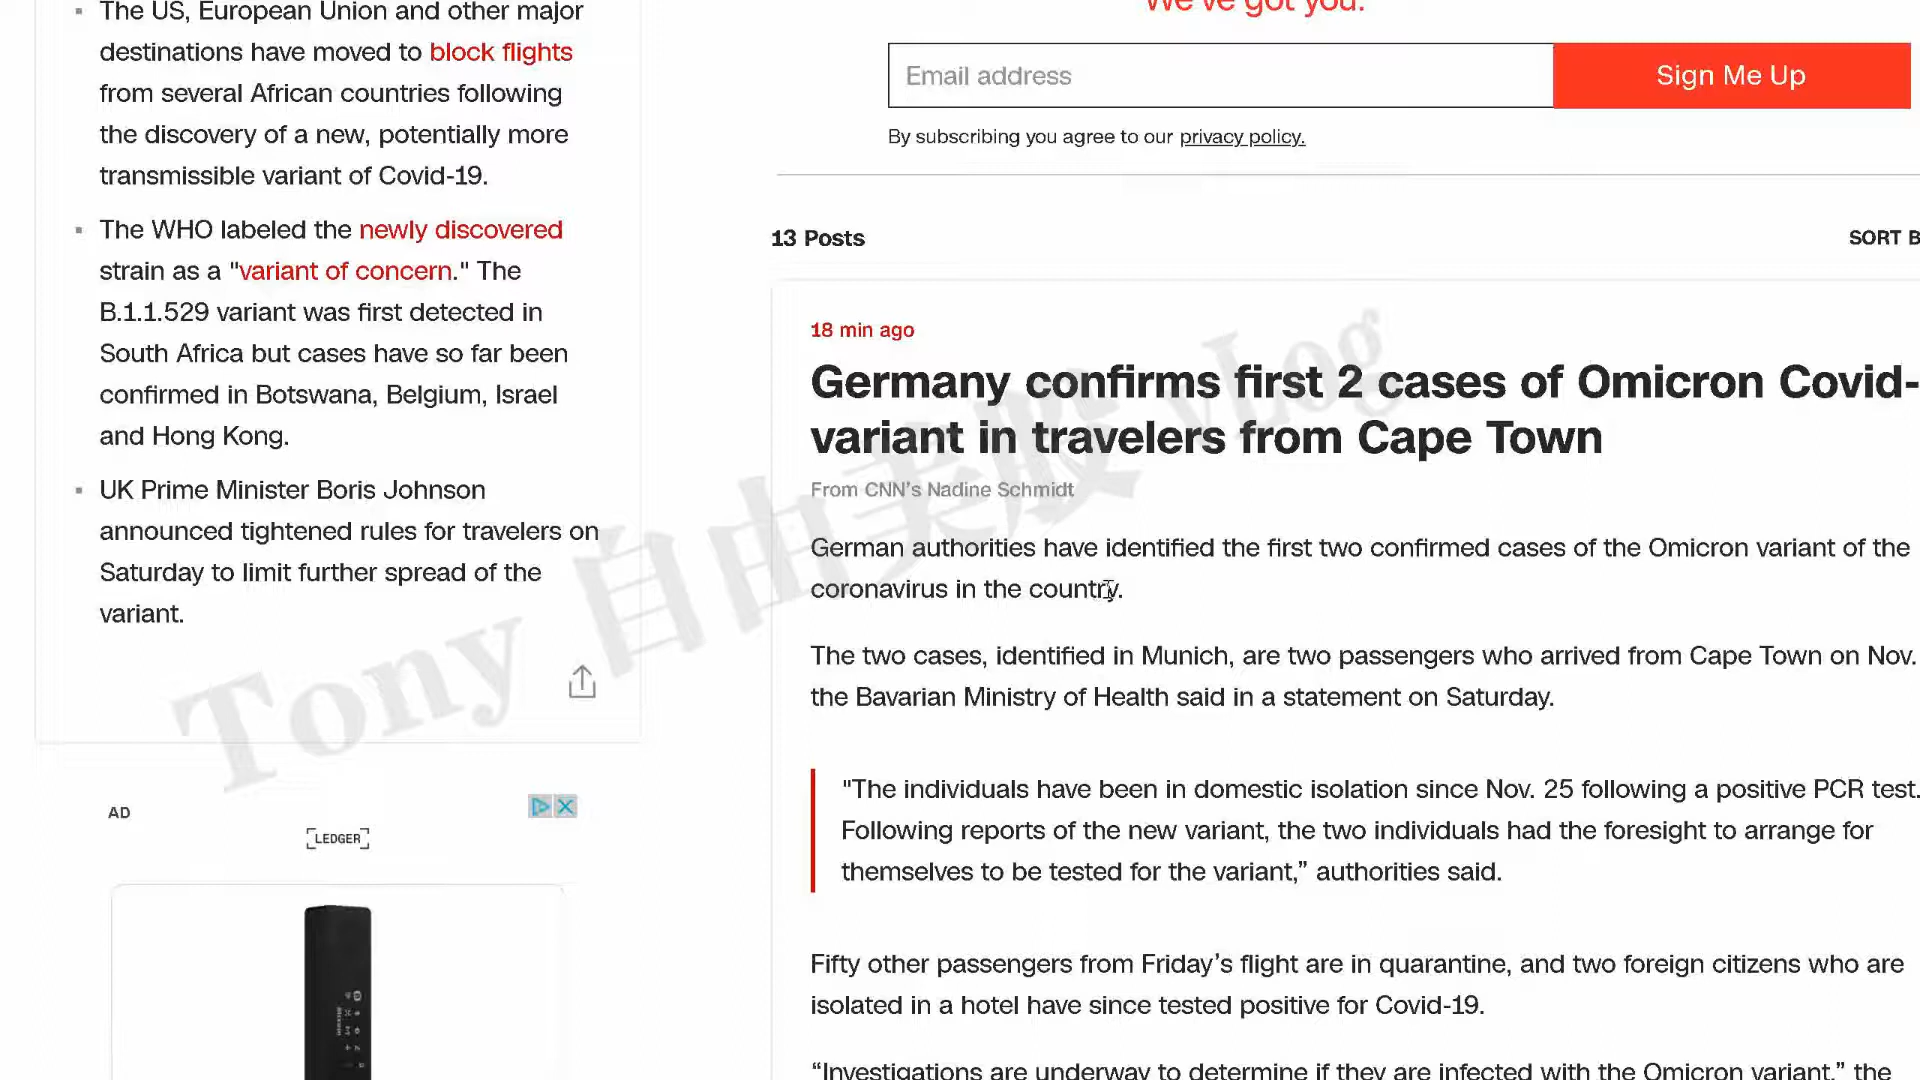 The US, European Union and other major
destinations have moved to block flights
from several African countries following
the discovery of a new, potentially more
transmissible variant of Covid-19.
The WHO labeled the newly discovered
strain as a "variant of concern." The
B.1.1.529 variant was first detected in
South Africa but cases have so far been
confirmed in Botswana, Belgium, Israel
and Hong Kong.
UK Prime Minister Boris Johnson
announced tightened rules for travelers on
Saturday to limit further spread of the
variant.
AD
LEDGER
We've got you.
Email address
Sign Me Up
By subscribing you agree to our privacy policy.
13 Posts
SORT B
18 min ago
Germany confirms first 2 cases of Omicron Covid-
variant in travelers from Cape Town
From CNN’s Nadine Schmidt
German authorities have identified the first two confirmed cases of the Omicron variant of the
coronavirus in the country.
The two cases, identified in Munich, are two passengers who arrived from Cape Town on Nov.
the Bavarian Ministry of Health said in a statement on Saturday.
"The individuals have been in domestic isolation since Nov. 25 following a positive PCR test.
Following reports of the new variant, the two individuals had the foresight to arrange for
themselves to be tested for the variant,” authorities said.
Fifty other passengers from Friday’s flight are in quarantine, and two foreign citizens who are
isolated in a hotel have since tested positive for Covid-19.
“Investigations are underway to determine if they are infected with the Omicron variant,” the
Tony 自由美股 vLog